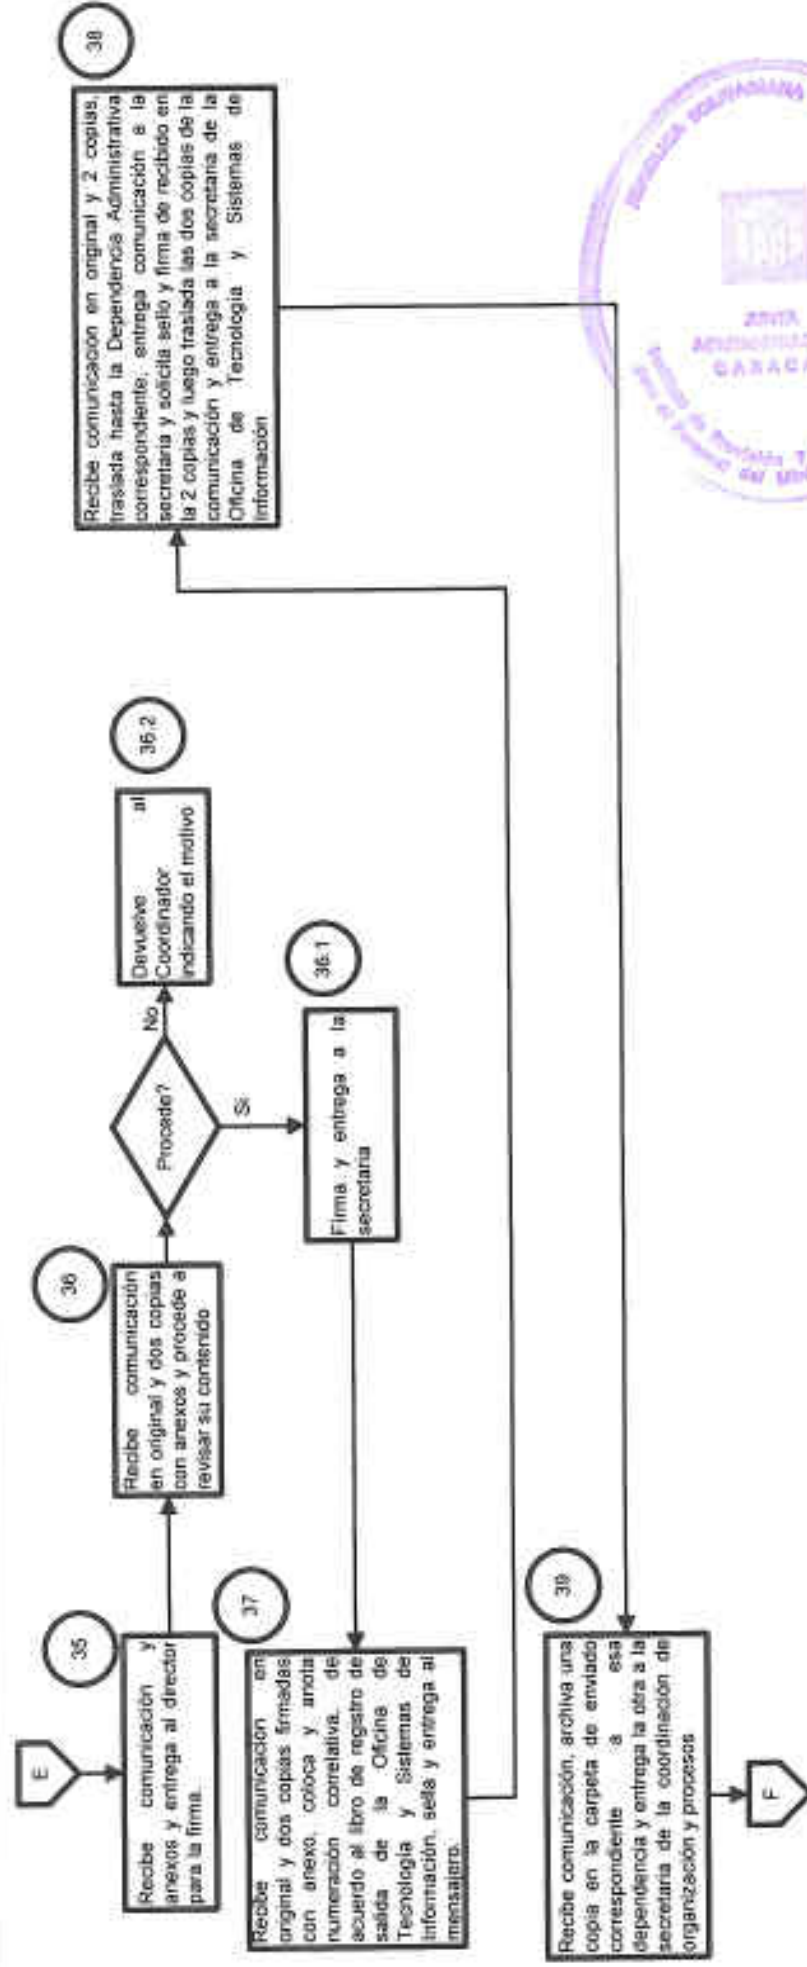 E
35
Recibe comunicación y
anexos y entrega al director
para la firma.
36
Recibe comunicación
en original y dos copias
con anexos y procede a
revisar su contenido
Procede?
No
Si
36.2
Devuelve al
Coordinador
indicando el motivo
36.1
Firma y entrega a la
secretaria
37
Recibe comunicación en
original y dos copias firmadas
con anexo, coloca y anota
numeración correlativa, de
acuerdo al libro de registro de
salida de la Oficina de
Tecnología y Sistemas de
Información, sella y entrega al
mensajero.
38
Recibe comunicación en original y 2 copias,
traslada hasta la Dependencia Administrativa
correspondiente, entrega comunicación a la
secretaria y solicita sello y firma de recibido en
la 2 copias y luego traslada las dos copias de la
comunicación y entrega a la secretaria de la
Oficina de Tecnología y Sistemas de
Información
39
Recibe comunicación, archiva una
copia en la carpeta de enviado
correspondiente a esa
dependencia y entrega la otra a la
secretaria de la coordinación de
organización y procesos
F
REPUBLICA BOLIVARIANA
JUNTA
de Previsión